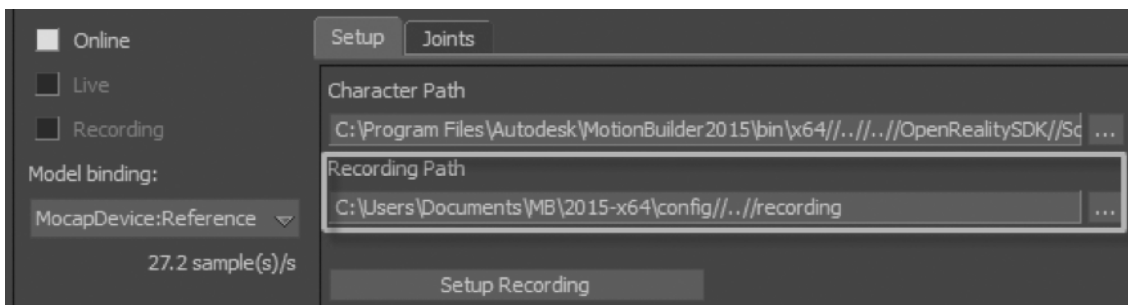 Online
Live
Recording
Model binding:
MocapDevice:Reference
27.2 sample(s)/s
Setup
Joints
Character Path
C:\Program Files\Autodesk\MotionBuilder2015\bin\x64//..//..//OpenRealitySDK//Sc
...
Recording Path
C:\Users\Documents\MB\2015-x64\config//..//recording
...
Setup Recording